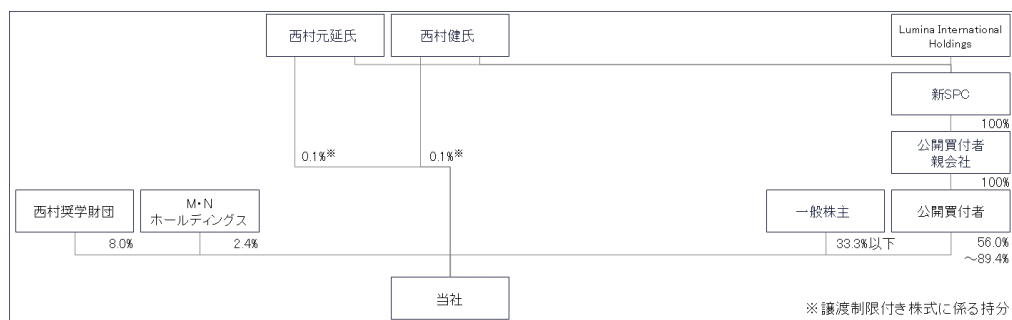 西村元延氏
西村健氏
Lumina International
Holdings
新SPC
100%
公開買付者
親会社
0.1%※
0.1%※
100%
西村奨学財団
M・N
ホールディングス
一般株主
公開買付者
8.0%
2.4%
33.3%以下
56.0%
～89.4%
当社
※譲渡制限付き株式に係る持分